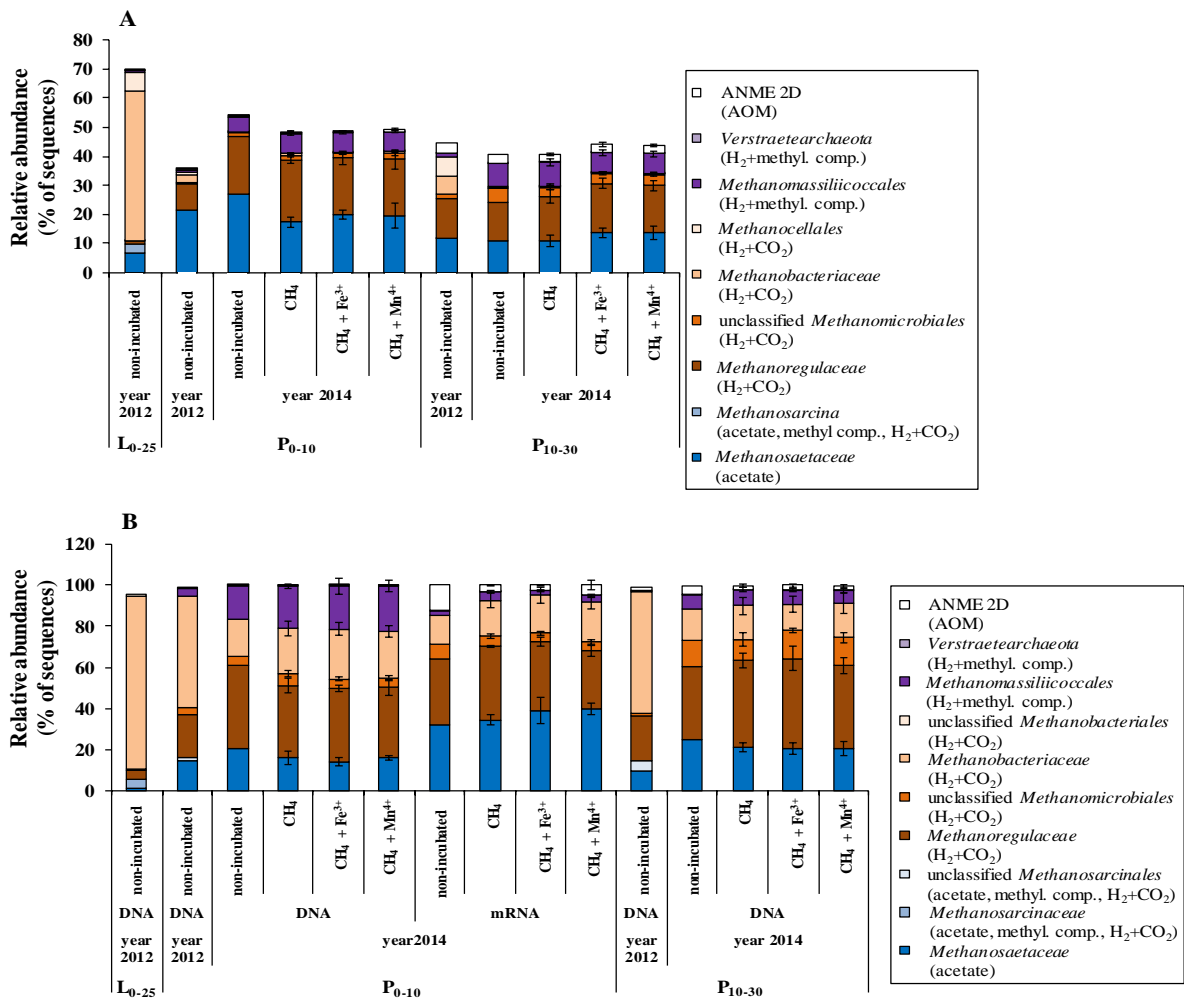 A
Relative abundance
(% of sequences)
80
70
60
50
40
30
20
10
0
non-incubated
non-incubated
non-incubated
CH₄
CH₄ + Fe³⁺
CH₄ + Mn⁴⁺
non-incubated
non-incubated
CH₄
CH₄ + Fe³⁺
CH₄ + Mn⁴⁺
year 2012
year 2012
year 2014
year 2012
year 2014
L₀₋₂₅
P₀₋₁₀
P₁₀₋₃₀
ANME 2D
(AOM)
Verstraetearchaeota
(H₂+methyl. comp.)
Methanomassiliicoccales
(H₂+methyl. comp.)
Methanocellales
(H₂+CO₂)
Methanobacteriaceae
(H₂+CO₂)
unclassified Methanomicrobiales
(H₂+CO₂)
Methanoregulaceae
(H₂+CO₂)
Methanosarcina
(acetate, methyl comp., H₂+CO₂)
Methanosaetaceae
(acetate)
B
Relative abundance
(% of sequences)
120
100
80
60
40
20
0
non-incubated
non-incubated
non-incubated
CH₄
CH₄ + Fe³⁺
CH₄ + Mn⁴⁺
non-incubated
CH₄
CH₄ + Fe³⁺
CH₄ + Mn⁴⁺
non-incubated
non-incubated
CH₄
CH₄ + Fe³⁺
CH₄ + Mn⁴⁺
DNA
DNA
DNA
mRNA
DNA
DNA
year 2012
year 2012
year2014
year 2012
year 2014
L₀₋₂₅
P₀₋₁₀
P₁₀₋₃₀
ANME 2D
(AOM)
Verstraetearchaeota
(H₂+methyl. comp.)
Methanomassiliicoccales
(H₂+methyl. comp.)
unclassified Methanobacteriales
(H₂+CO₂)
Methanobacteriaceae
(H₂+CO₂)
unclassified Methanomicrobiales
(H₂+CO₂)
Methanoregulaceae
(H₂+CO₂)
unclassified Methanosarcinales
(acetate, methyl. comp., H₂+CO₂)
Methanosarcinaceae
(acetate, methyl. comp., H₂+CO₂)
Methanosaetaceae
(acetate)